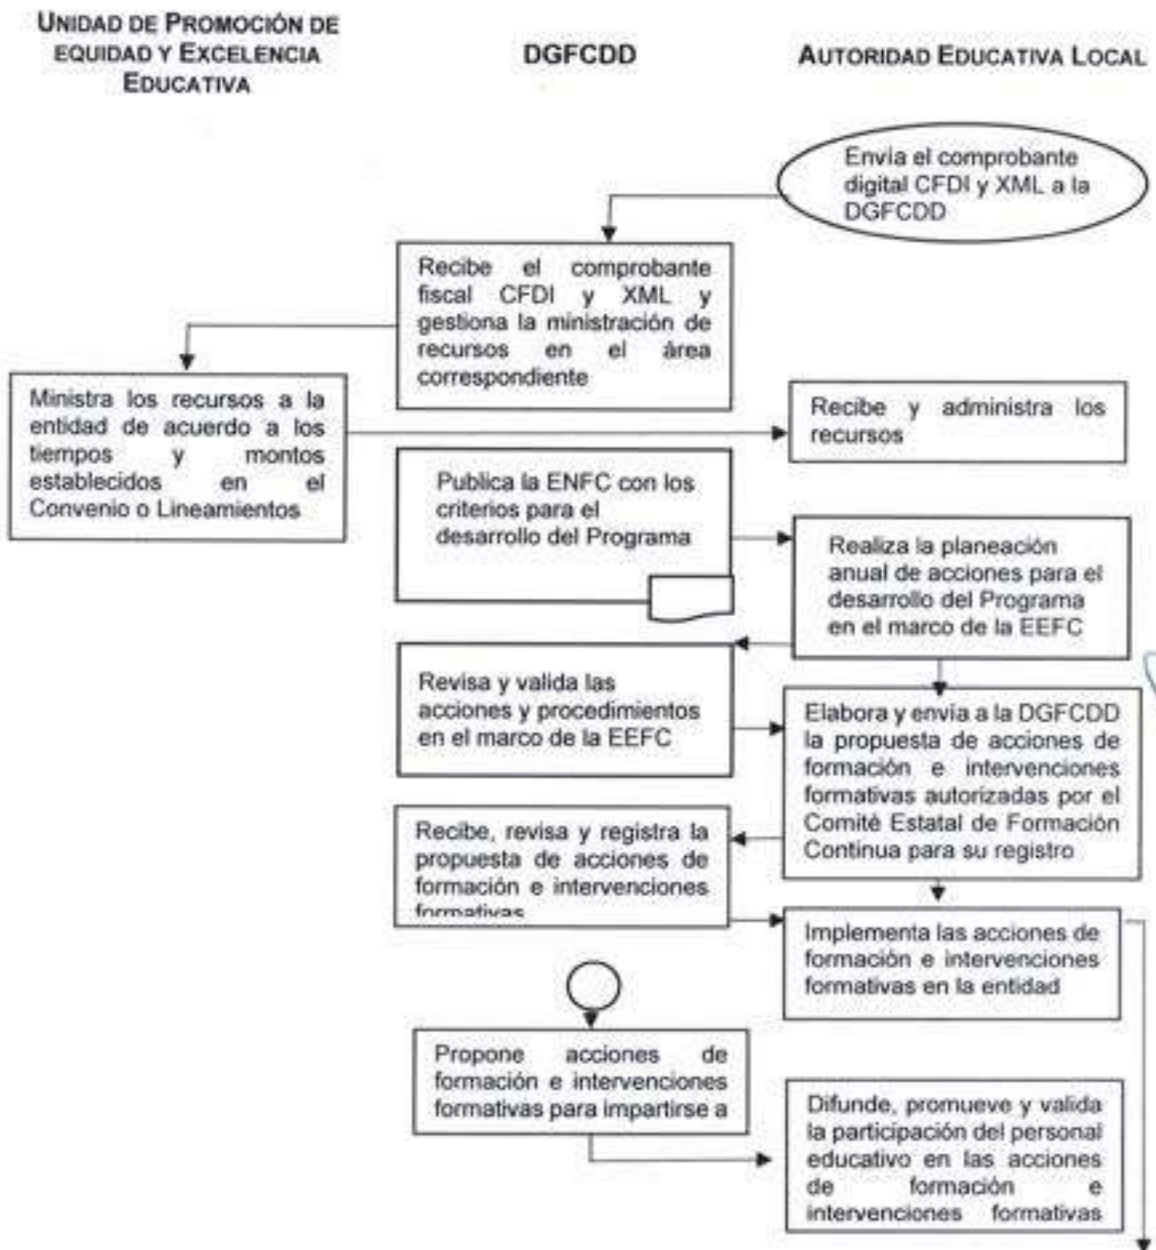 UNIDAD DE PROMOCIÓN DE
EQUIDAD Y EXCELENCIA
EDUCATIVA
DGFCDD
AUTORIDAD EDUCATIVA LOCAL
Envía el comprobante
digital CFDI y XML a la
DGFCDD
Recibe el comprobante
fiscal CFDI y XML y
gestiona la ministración de
recursos en el área
correspondiente
Ministra los recursos a la
entidad de acuerdo a los
tiempos y montos
establecidos en el
Convenio o Lineamientos
Recibe y administra los
recursos
Publica la ENFC con los
criterios para el
desarrollo del Programa
Realiza la planeación
anual de acciones para el
desarrollo del Programa
en el marco de la EEFC
Revisa y valida las
acciones y procedimientos
en el marco de la EEFC
Elabora y envia a la DGFCDD
la propuesta de acciones de
formación e intervenciones
formativas autorizadas por el
Comité Estatal de Formación
Continua para su registro
Recibe, revisa y registra la
propuesta de acciones de
formación e intervenciones
formativas
Implementa las acciones de
formación e intervenciones
formativas en la entidad
Propone acciones de
formación e intervenciones
formativas para impartirse a
Difunde, promueve y valida
la participación del personal
educativo en las acciones
de formación e
intervenciones formativas